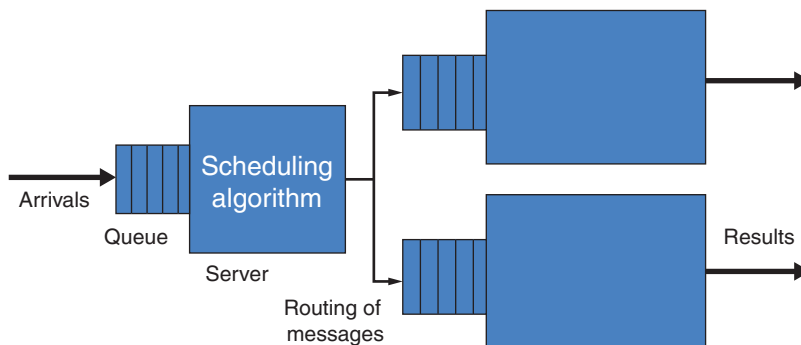 Arrivals
Queue
Scheduling
algorithm
Server
Routing of
messages
Results